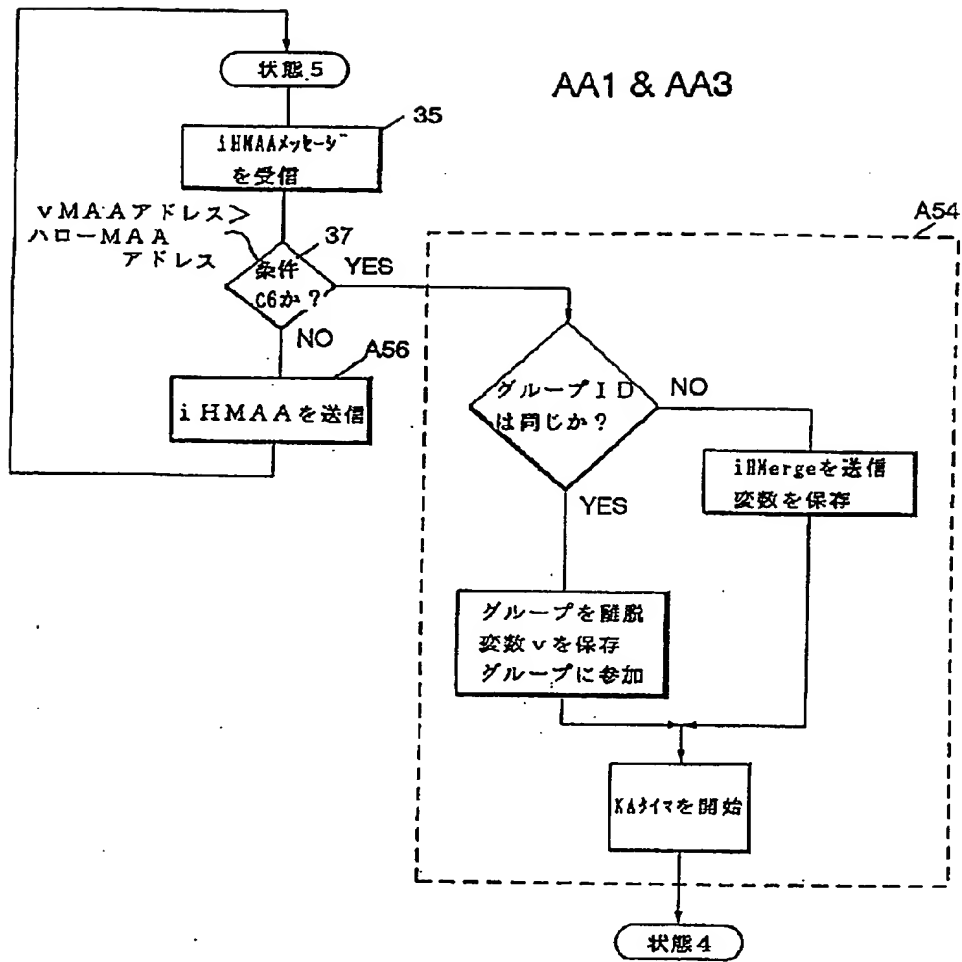 状態5
AA1 & AA3
35
iHMAAメッセージ
を受信
vMAAアドレス>
ハローMAA
アドレス
37
条件
C6か?
YES
NO
A56
iHMAAを送信
A54
グループID
は同じか?
NO
YES
iHMergeを送信
変数を保存
グループを離脱
変数vを保存
グループに参加
KAタイマを開始
状態4